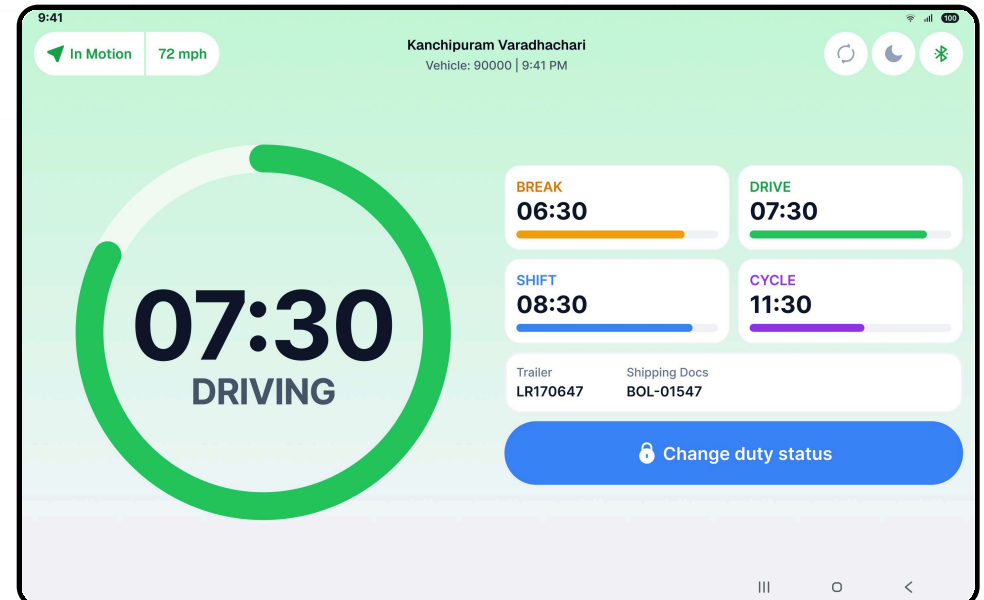 9:41
100
In Motion
72 mph
Kanchipuram Varadhachari
Vehicle: 90000 | 9:41 PM
07:30
DRIVING
BREAK
06:30
DRIVE
07:30
SHIFT
08:30
CYCLE
11:30
Trailer
LR170647
Shipping Docs
BOL-01547
Change duty status